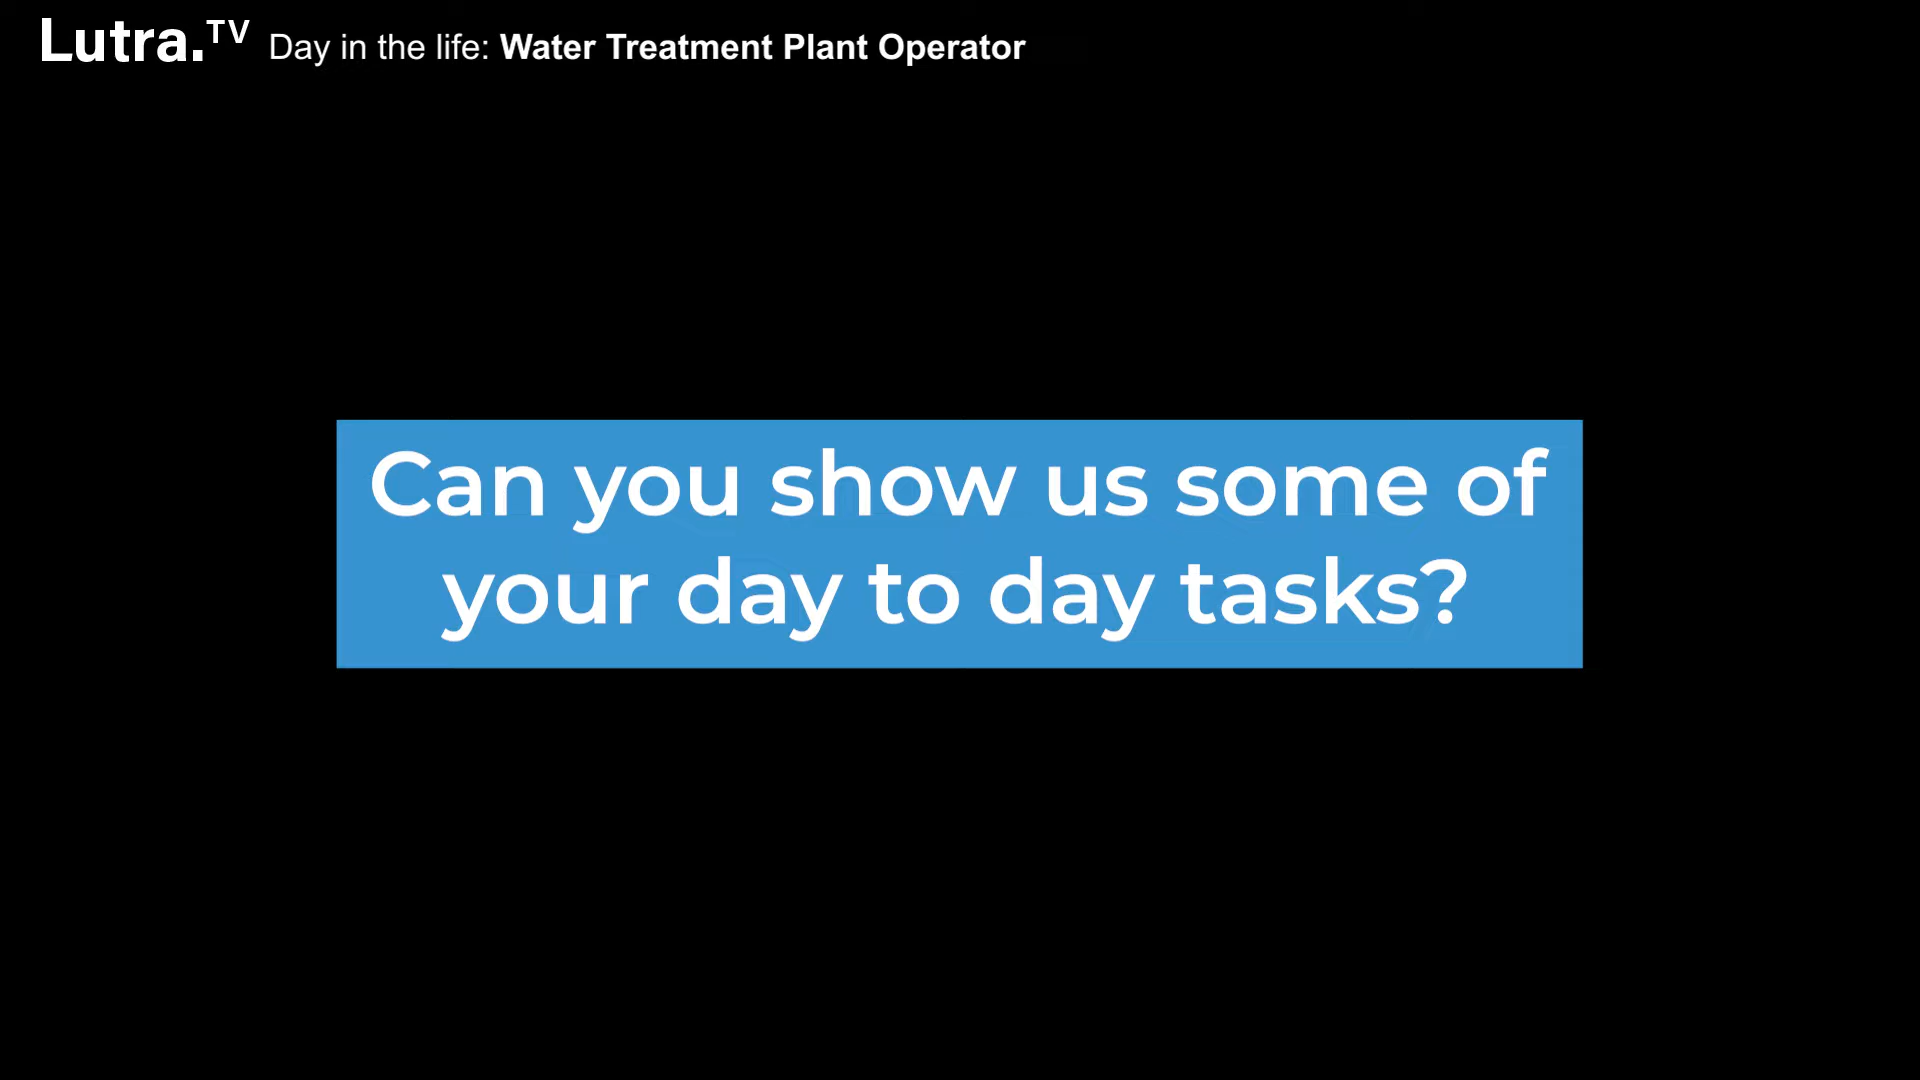 Lutra.TV Day in the life: Water Treatment Plant Operator
Can you show us some of
your day to day tasks?